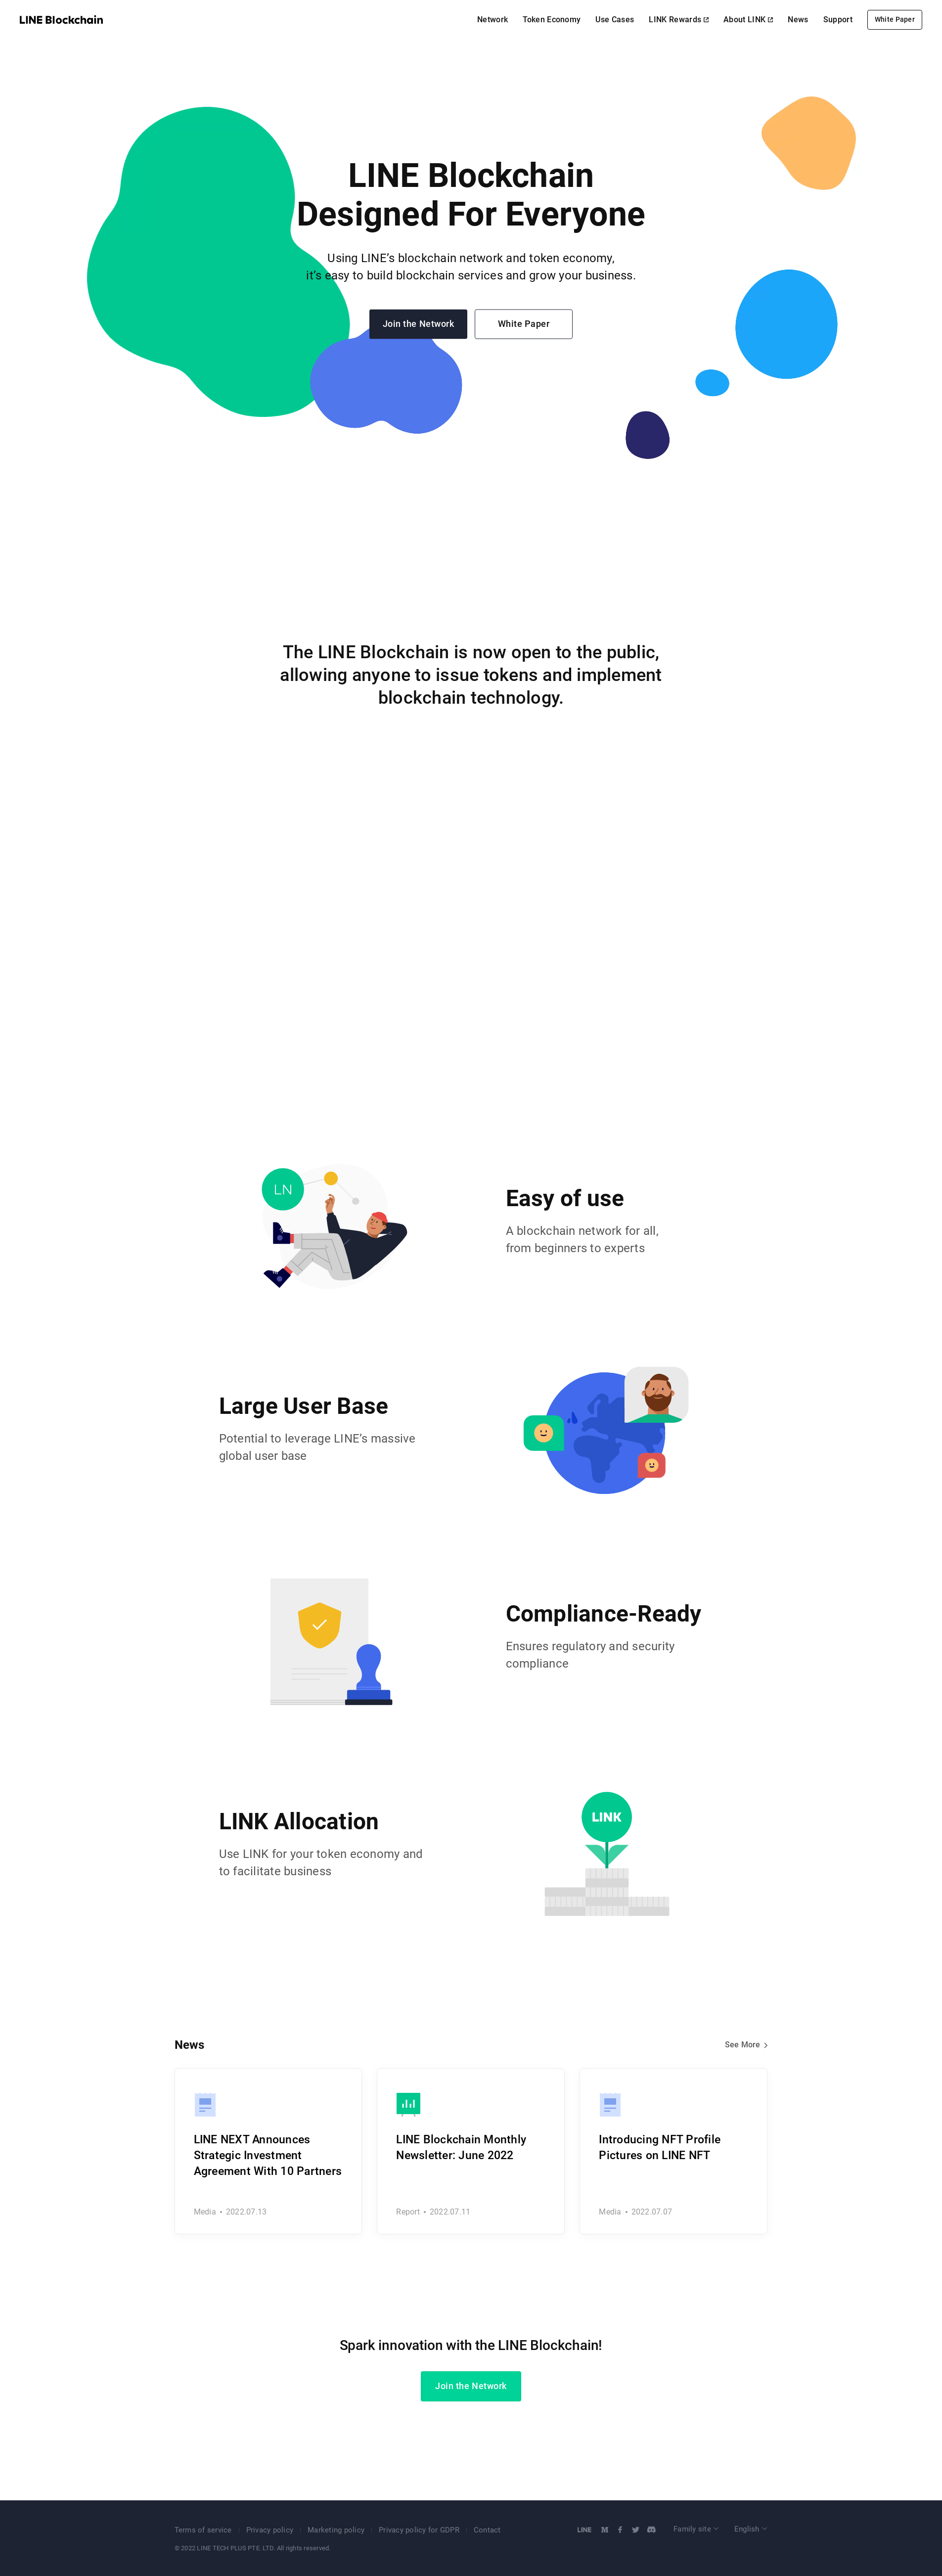 LINE Blockchain
Network Token Economy Use Cases LINK Rewards About LINK News Support White Paper
LINE Blockchain
Designed For Everyone
Using LINE's blockchain network and token economy,
it's easy to build blockchain services and grow your business.
Join the Network White Paper
The LINE Blockchain is now open to the public,
allowing anyone to issue tokens and implement
blockchain technology.
LN
Easy of use
A blockchain network for all,
from beginners to experts
Large User Base
Potential to leverage LINE's massive
global user base
Compliance-Ready
Ensures regulatory and security
compliance
LINK Allocation
Use LINK for your token economy and
to facilitate business
LINK
News See More
LINE NEXT Announces
Strategic Investment
Agreement With 10 Partners
Media • 2022.07.13
LINE Blockchain Monthly
Newsletter: June 2022
Report • 2022.07.11
Introducing NFT Profile
Pictures on LINE NFT
Media • 2022.07.07
Spark innovation with the LINE Blockchain!
Join the Network
Terms of service Privacy policy Marketing policy Privacy policy for GDPR Contact LINE Family site English
© 2022 LINE TECH PLUS PTE. LTD. All rights reserved.